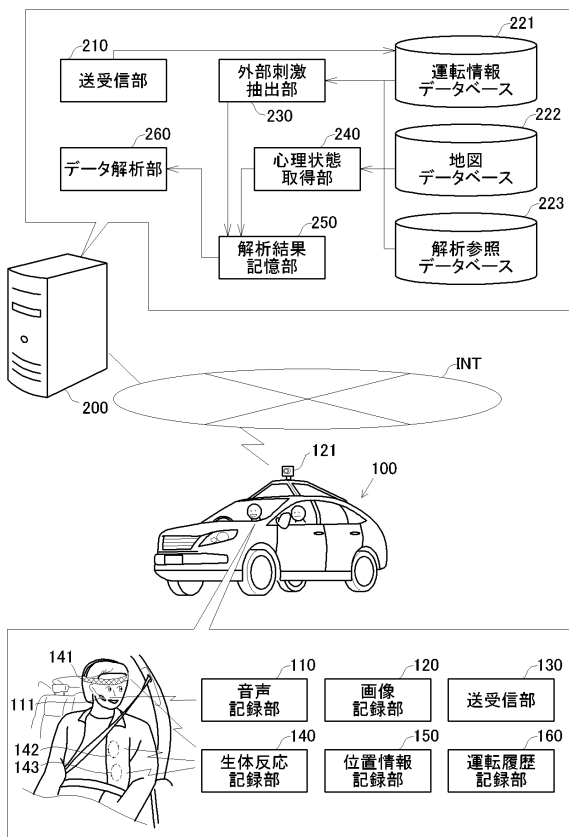 210
送受信部
外部刺激
抽出部
230
221
運転情報
データベース
260
データ解析部
240
心理状態
取得部
222
地図
データベース
250
解析結果
記憶部
223
解析参照
データベース
200
INT
121
100
141
111
142
143
110
音声
記録部
120
画像
記録部
130
送受信部
140
生体反応
記録部
150
位置情報
記録部
160
運転履歴
記録部